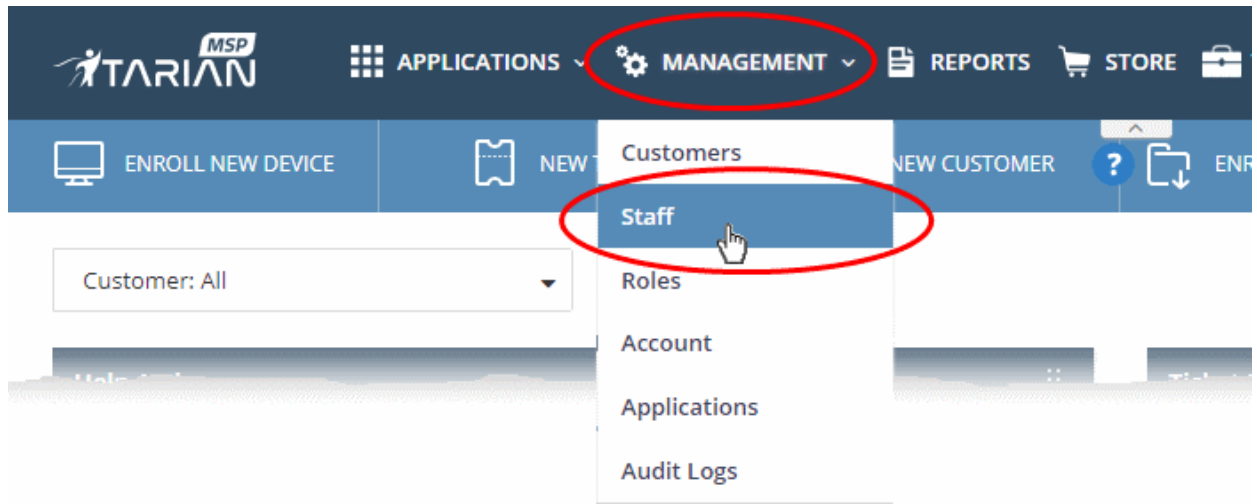 MSP
ITARIAN
APPLICATIONS
MANAGEMENT
REPORTS
STORE
ENROLL NEW DEVICE
NEW
NEW CUSTOMER
?
ENR
Customers
Staff
Customer: All
Roles
Account
Applications
Audit Logs